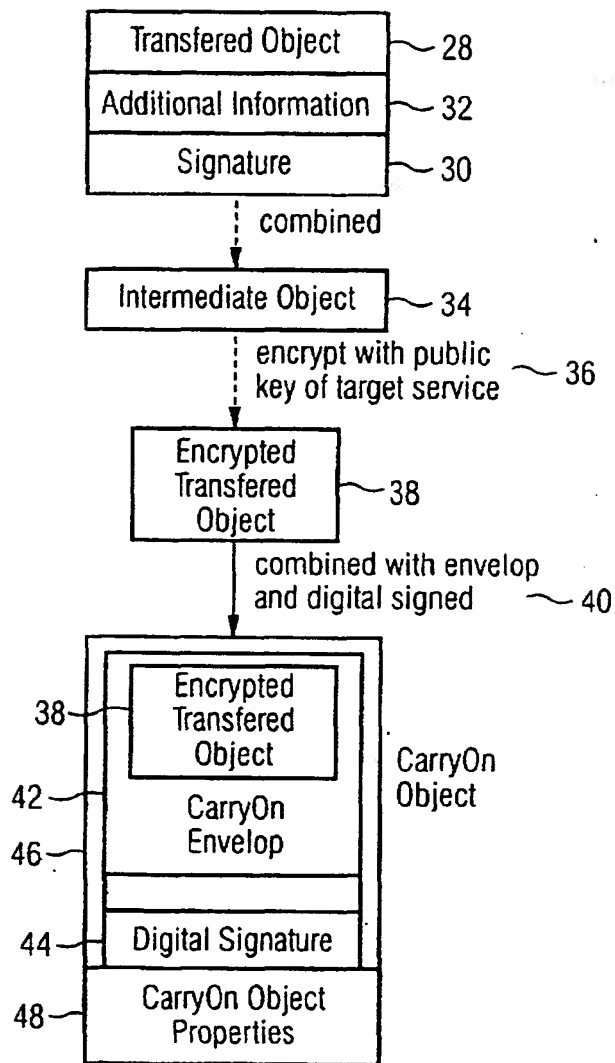 Transfered Object 28
Additional Information 32
Signature 30
combined
Intermediate Object 34
encrypt with public
key of target service 36
Encrypted
Transfered
Object 38
combined with envelop
and digital signed 40
Encrypted
38 Transfered
Object
CarryOn
Object
42
CarryOn
Envelop
46
44 Digital Signature
48 CarryOn Object
Properties